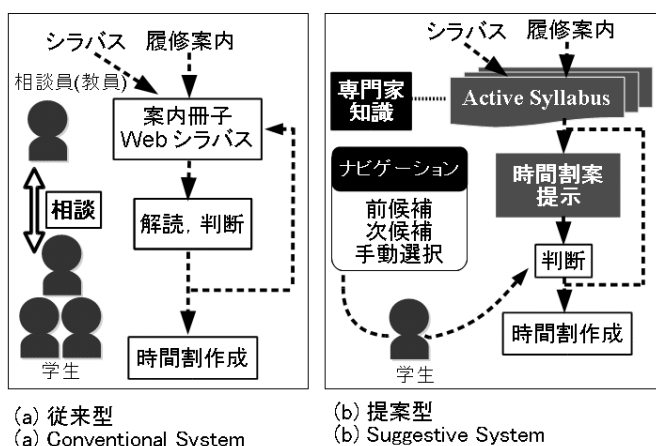 シラバス
履修案内
相談員(教員)
案内冊子
Webシラバス
相談
解読, 判断
学生
時間割作成
(a) 従来型
(a) Conventional System
シラバス
履修案内
専門家
知識
Active Syllabus
ナビゲーション
前候補
次候補
手動選択
時間割案
提示
判断
学生
時間割作成
(b) 提案型
(b) Suggestive System